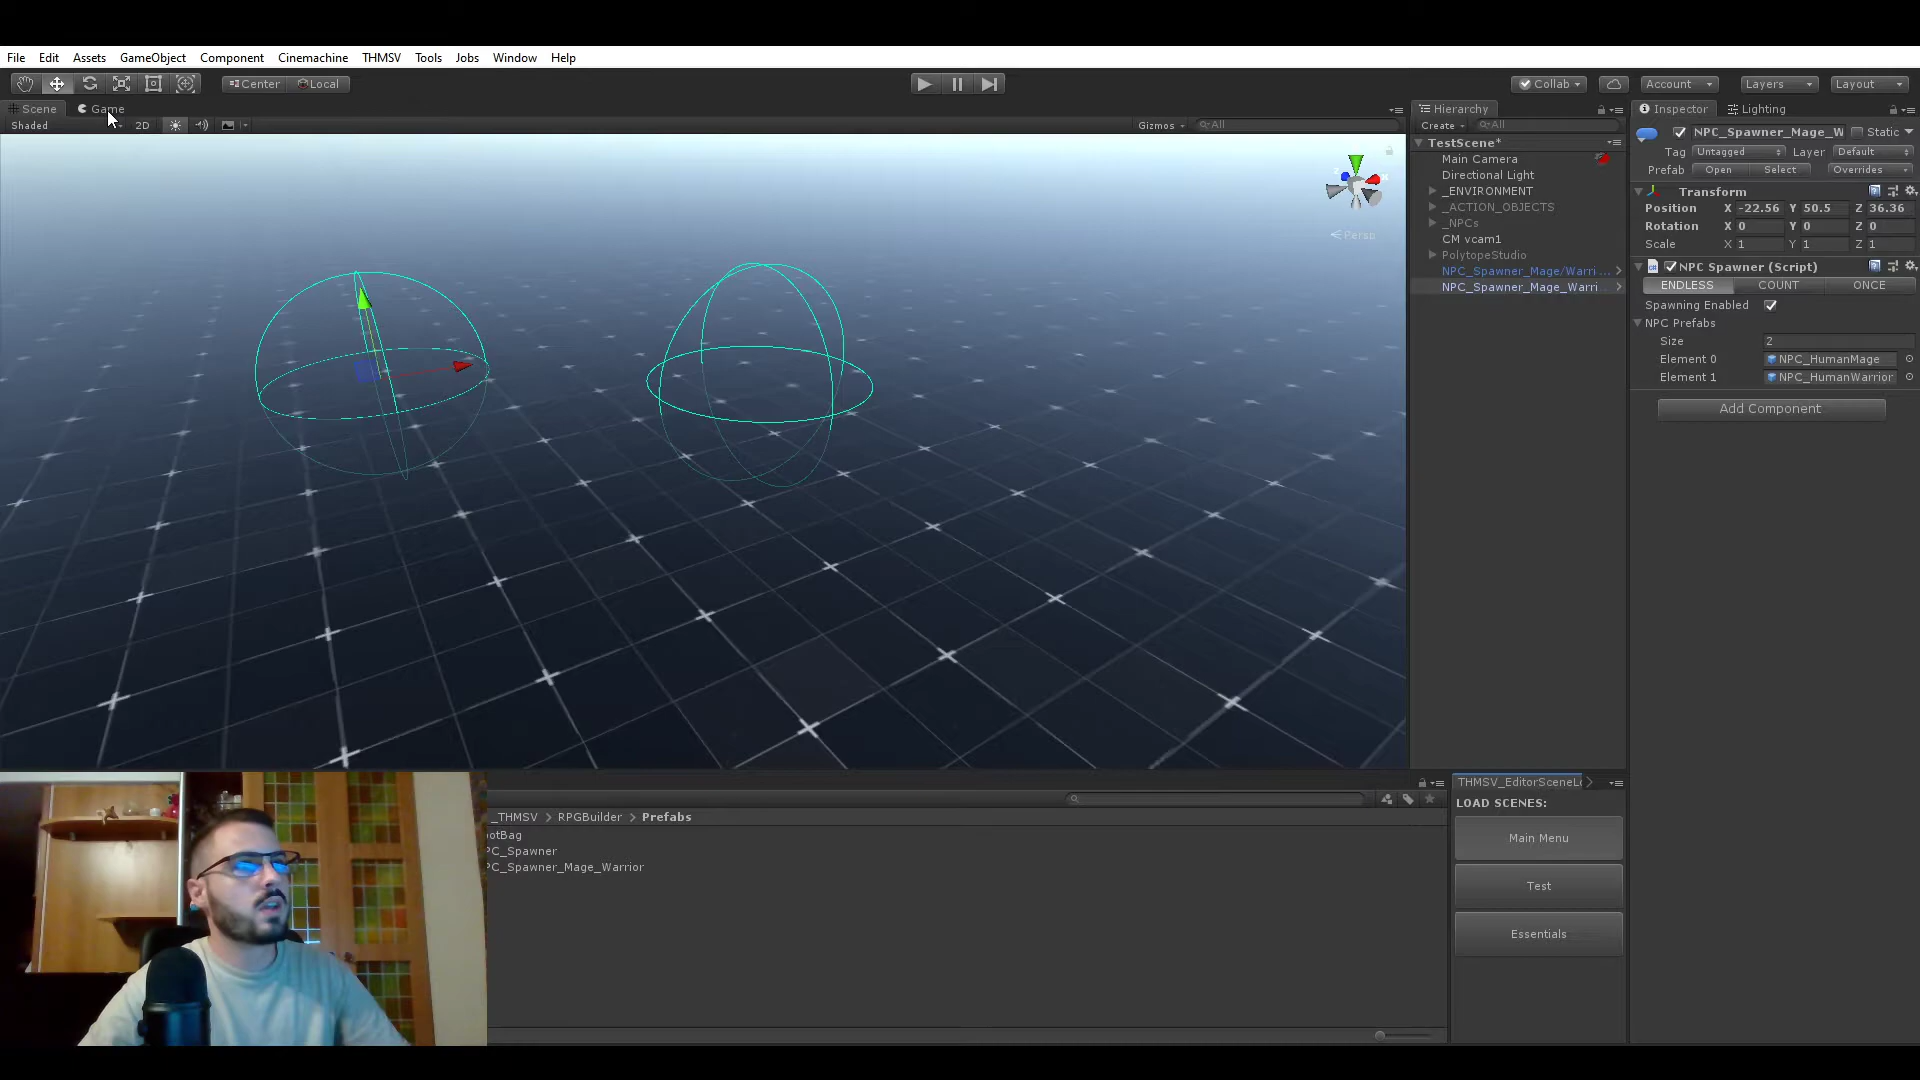 File Edit Assets GameObject Component Cinemachine THMSV Tools Jobs Window Help
Center Local Collab Account Layers Layout
Scene Game
Shaded 2D Gizmos All
Persp
Hierarchy
Create All
TestScene*
Main Camera
Directional Light
_ENVIRONMENT
_ACTION_OBJECTS
_NPCs
CM vcam1
PolytopeStudio
NPC_Spawner_Mage/Warri...
NPC_Spawner_Mage_Warri
Inspector Lighting
NPC_Spawner_Mage_W Static
Tag Untagged Layer Default
Prefab Open Select Overrides
Transform
Position X -22.56 Y 50.5 Z 36.36
Rotation X 0 Y 0 Z 0
Scale X 1 Y 1 Z 1
NPC Spawner (Script)
ENDLESS COUNT ONCE
Spawning Enabled
NPC Prefabs
Size 2
Element 0 NPC_HumanMage
Element 1 NPC_HumanWarrior
Add Component
_THMSV > RPGBuilder > Prefabs
ootBag
PC_Spawner
PC_Spawner_Mage_Warrior
THMSV_EditorSceneLo
LOAD SCENES:
Main Menu
Test
Essentials